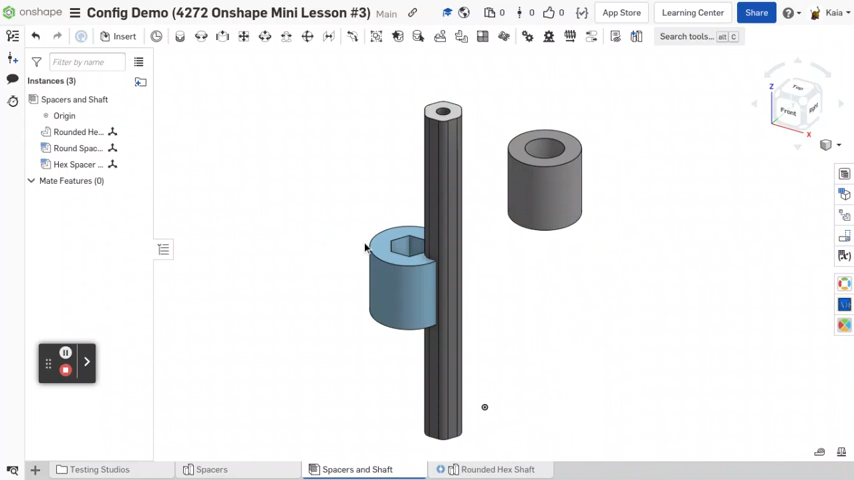 onshape Config Demo (4272 Onshape Mini Lesson #3) Main 0 0 0 App Store Learning Center Share Kaia
Insert Search tools... alt C
Filter by name
Instances (3)
Spacers and Shaft
Origin
Rounded He...
Round Spac...
Hex Spacer ...
Mate Features (0)
Z Top Front Right X
(x)
Testing Studios Spacers Spacers and Shaft Rounded Hex Shaft